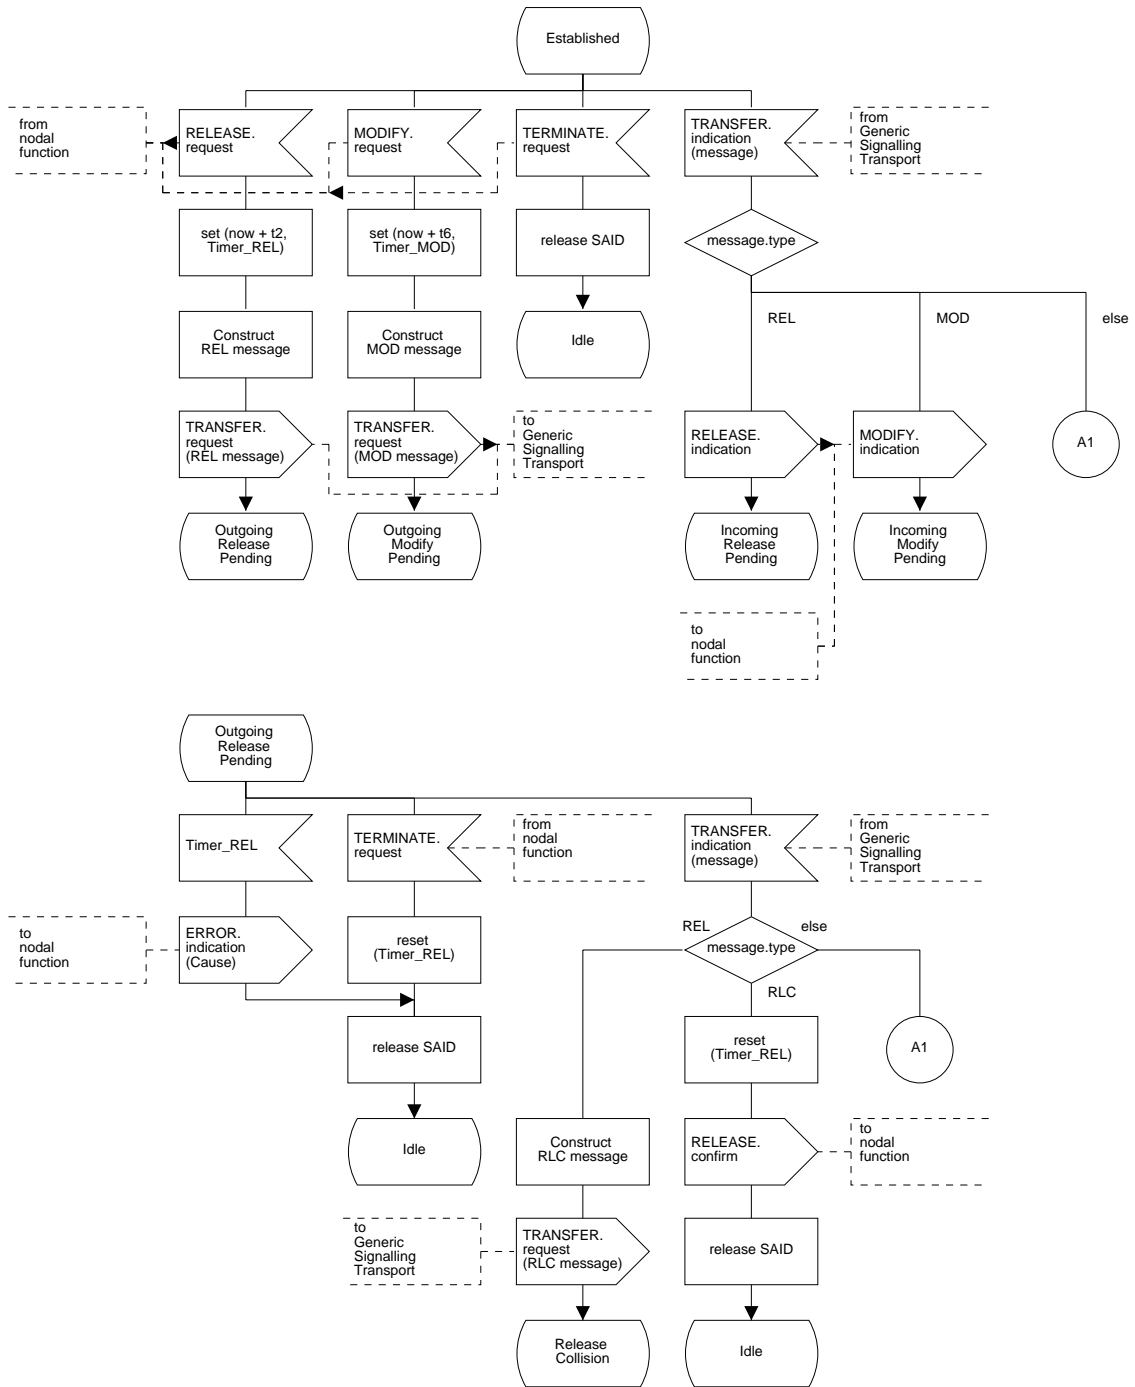 Established
from
nodal
function
RELEASE.
request
MODIFY.
request
TERMINATE.
request
TRANSFER.
indication
(message)
from
Generic
Signalling
Transport
set (now + t2,
Timer_REL)
set (now + t6,
Timer_MOD)
release SAID
message.type
REL
MOD
else
Construct
REL message
Construct
MOD message
Idle
TRANSFER.
request
(REL message)
TRANSFER.
request
(MOD message)
to
Generic
Signalling
Transport
RELEASE.
indication
MODIFY.
indication
A1
Outgoing
Release
Pending
Outgoing
Modify
Pending
Incoming
Release
Pending
Incoming
Modify
Pending
to
nodal
function
Outgoing
Release
Pending
Timer_REL
TERMINATE.
request
from
nodal
function
TRANSFER.
indication
(message)
from
Generic
Signalling
Transport
to
nodal
function
ERROR.
indication
(Cause)
reset
(Timer_REL)
REL
message.type
else
RLC
release SAID
reset
(Timer_REL)
A1
Idle
Construct
RLC message
RELEASE.
confirm
to
nodal
function
to
Generic
Signalling
Transport
TRANSFER.
request
(RLC message)
release SAID
Release
Collision
Idle